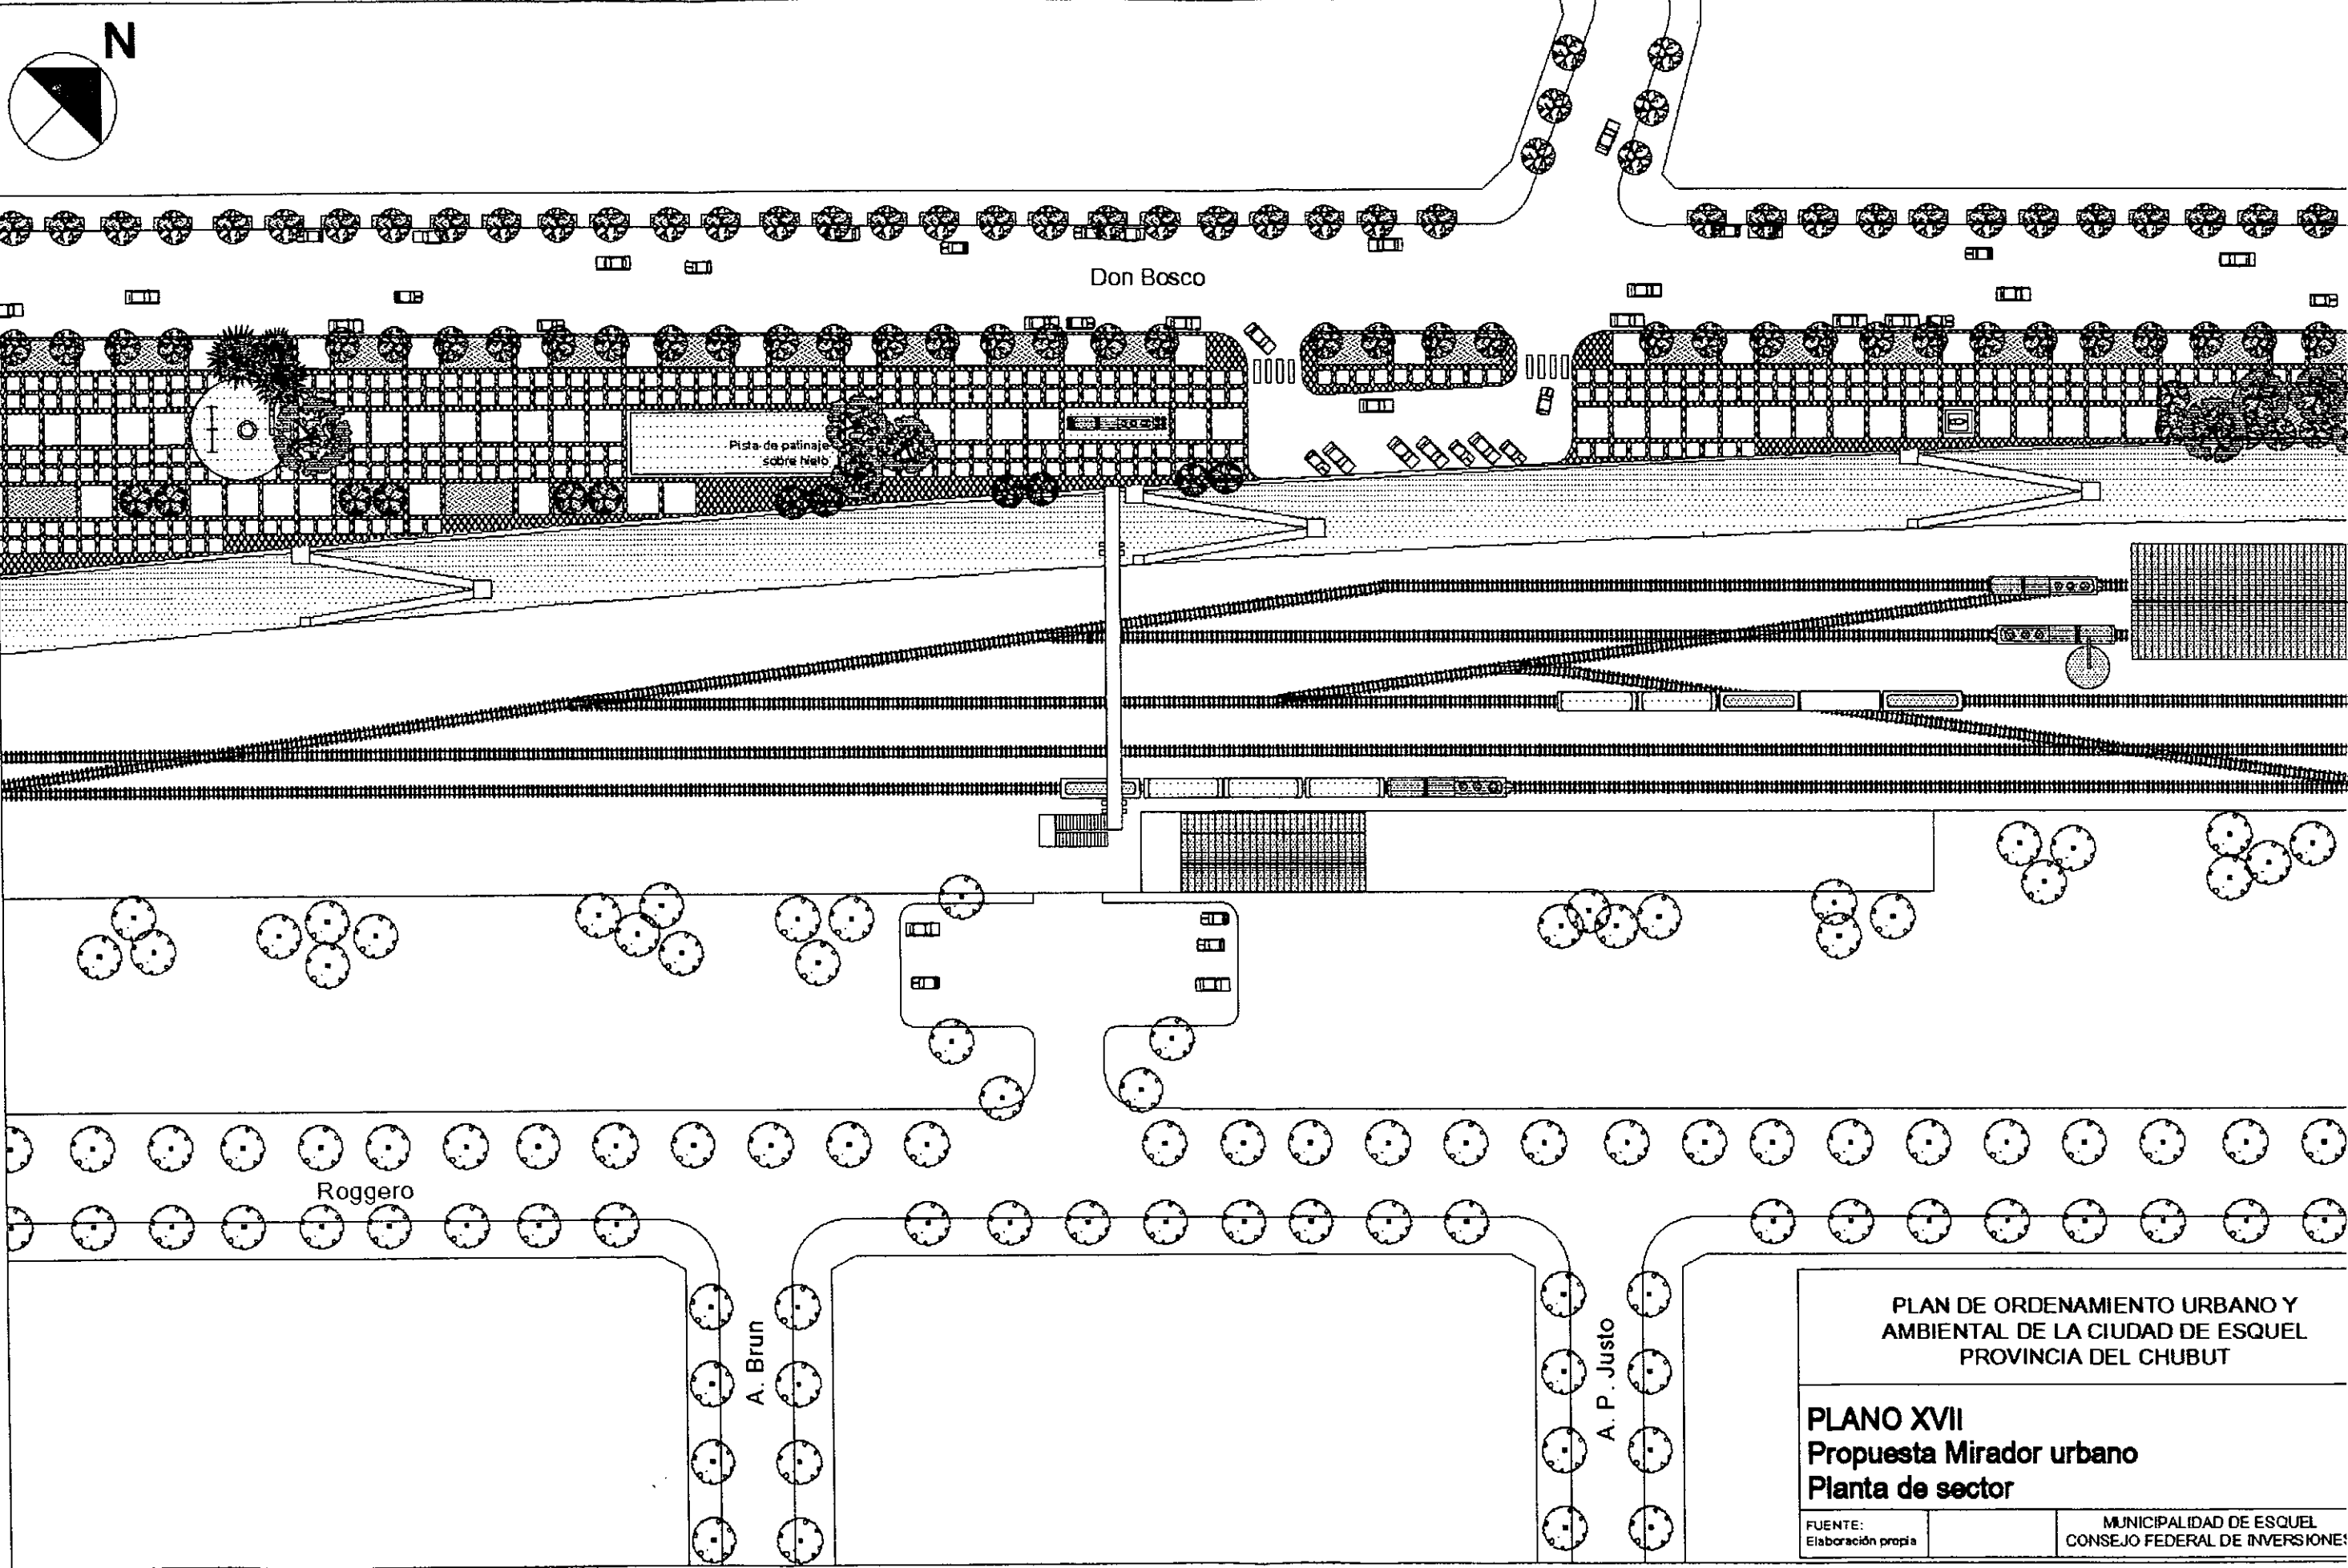 N
Don Bosco
Pista de patinaje
sobre hielo
Roggero
A. Brun
A. P. Justo
PLAN DE ORDENAMIENTO URBANO Y
AMBIENTAL DE LA CIUDAD DE ESQUEL
PROVINCIA DEL CHUBUT
PLANO XVII
Propuesta Mirador urbano
Planta de sector
FUENTE:
Elaboración propia
MUNICIPALIDAD DE ESQUEL
CONSEJO FEDERAL DE INVERSIONES